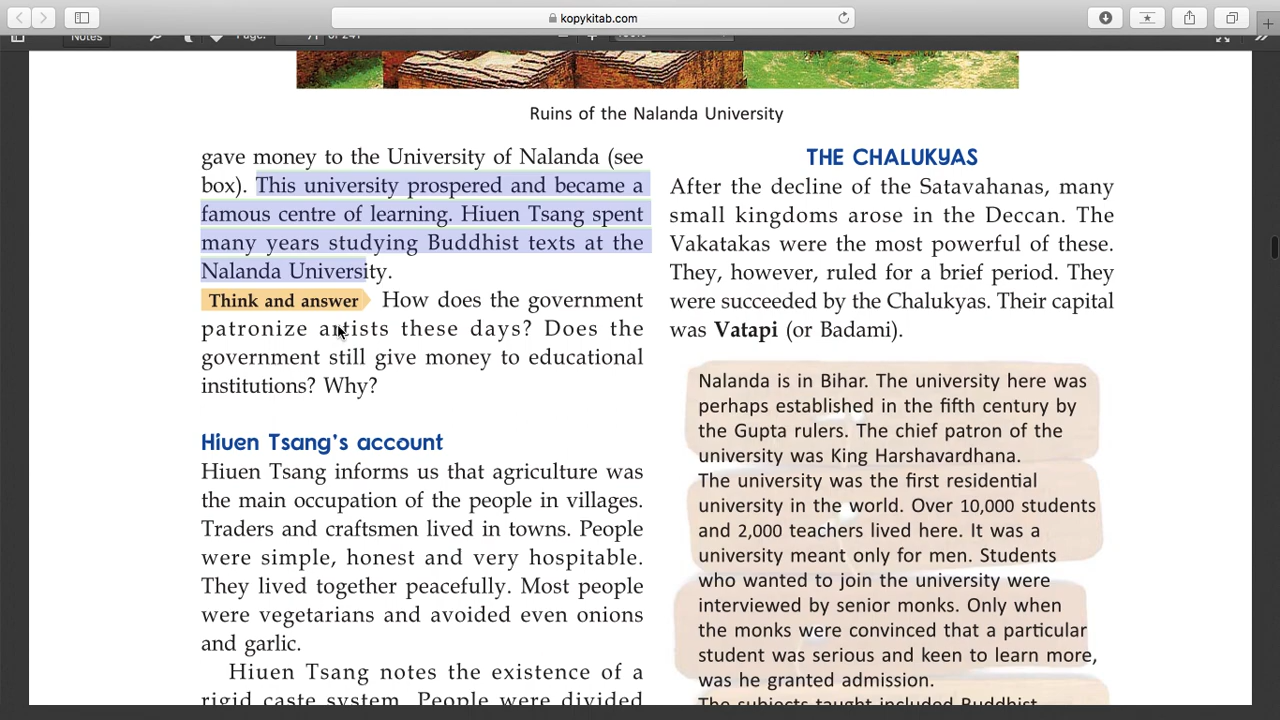 kopykitab.com
Notes
Ruins of the Nalanda University
gave money to the University of Nalanda (see
box). This university prospered and became a
famous centre of learning. Hiuen Tsang spent
many years studying Buddhist texts at the
Nalanda University.
Think and answer How does the government
patronize artists these days? Does the
government still give money to educational
institutions? Why?
Hiuen Tsang's account
Hiuen Tsang informs us that agriculture was
the main occupation of the people in villages.
Traders and craftsmen lived in towns. People
were simple, honest and very hospitable.
They lived together peacefully. Most people
were vegetarians and avoided even onions
and garlic.
Hiuen Tsang notes the existence of a
rigid caste system. People were divided
THE CHALUKYAS
After the decline of the Satavahanas, many
small kingdoms arose in the Deccan. The
Vakatakas were the most powerful of these.
They, however, ruled for a brief period. They
were succeeded by the Chalukyas. Their capital
was Vatapi (or Badami).
Nalanda is in Bihar. The university here was
perhaps established in the fifth century by
the Gupta rulers. The chief patron of the
university was King Harshavardhana.
The university was the first residential
university in the world. Over 10,000 students
and 2,000 teachers lived here. It was a
university meant only for men. Students
who wanted to join the university were
interviewed by senior monks. Only when
the monks were convinced that a particular
student was serious and keen to learn more,
was he granted admission.
The subjects taught included Buddhist